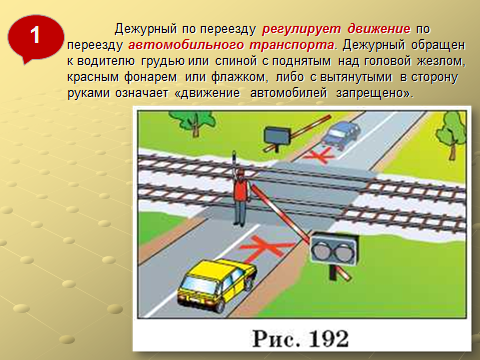 1
Дежурный по переезду регулирует движение по
переезду автомобильного транспорта. Дежурный обращен
к водителю грудью или спиной с поднятым над головой жезлом,
красным фонарем или флажком, либо с вытянутыми в сторону
руками означает «движение автомобилей запрещено».
Рис. 192